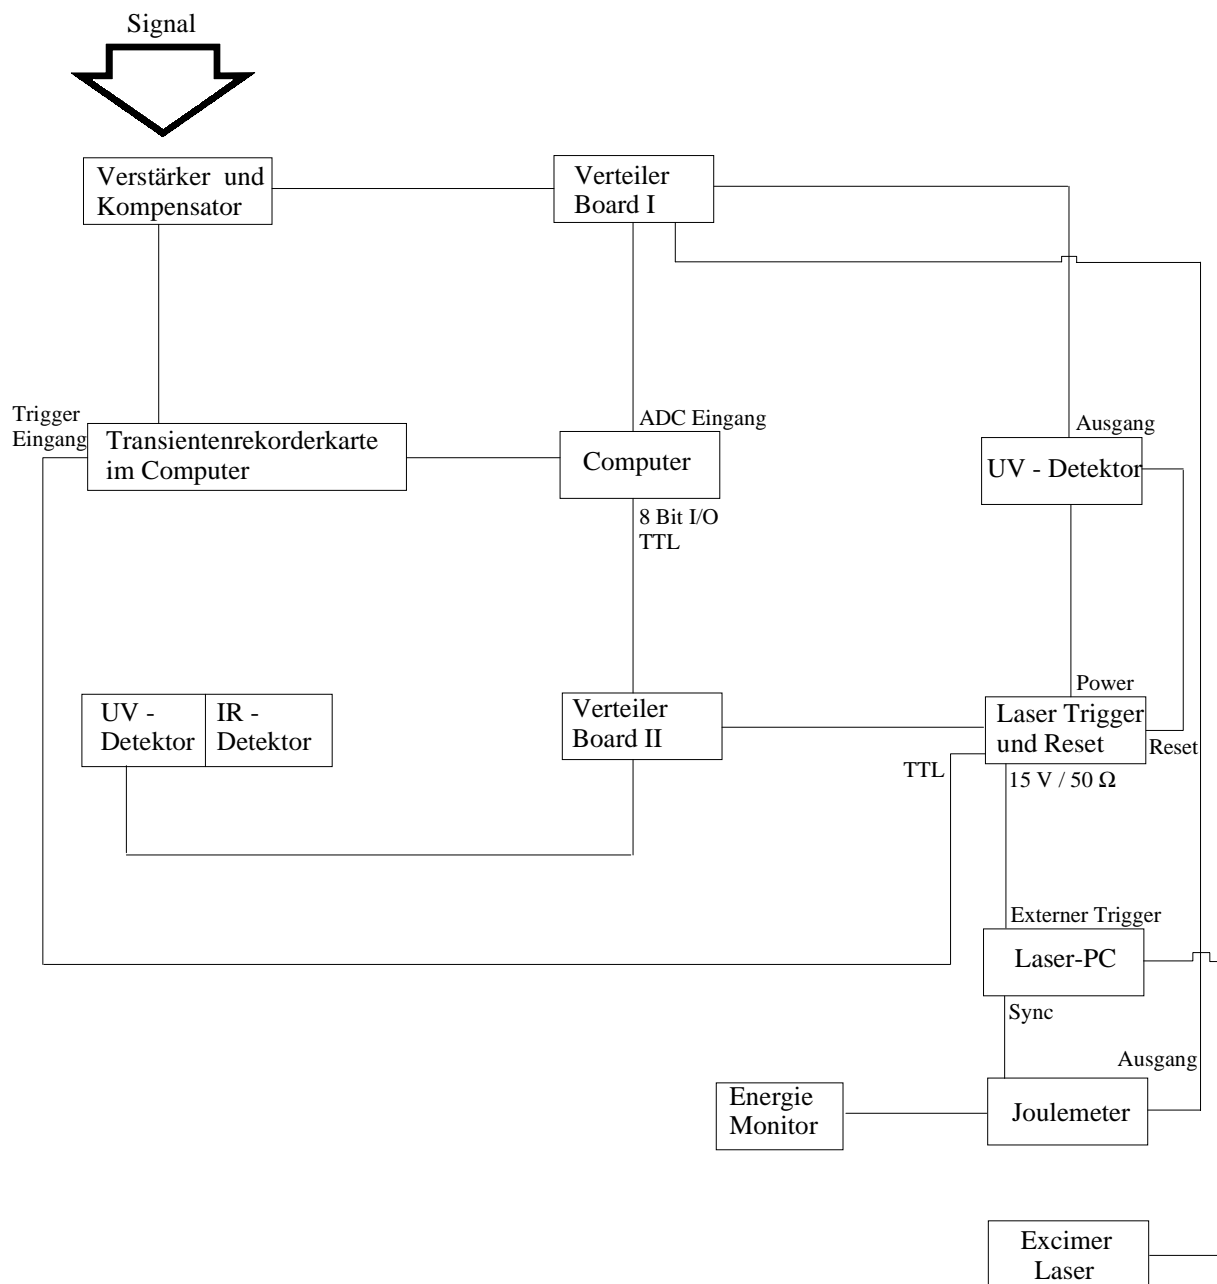 Signal
Verstärker und
Kompensator
Verteiler
Board I
Trigger
Eingang
Transientenrekorderkarte
im Computer
ADC Eingang
Computer
8 Bit I/O
TTL
Ausgang
UV - Detektor
UV -
Detektor
IR -
Detektor
Verteiler
Board II
Power
Laser Trigger
und Reset
Reset
TTL
15 V / 50 Ω
Externer Trigger
Laser-PC
Sync
Ausgang
Energie
Monitor
Joulemeter
Excimer
Laser